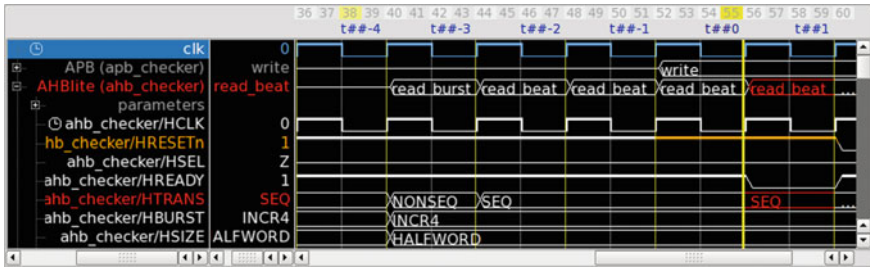 36 37 38 39 40 41 42 43 44 45 46 47 48 49 50 51 52 53 54 55 56 57 58 59 60
t##-4 t##-3 t##-2 t##-1 t##0 t##1
clk 0
APB (apb_checker) write write
AHBlite (ahb_checker) read_beat read_burst read_beat read_beat read_beat read_beat ...
parameters
ahb_checker/HCLK 0
hb_checker/HRESETn 1
ahb_checker/HSEL Z
ahb_checker/HREADY 1
ahb_checker/HTRANS SEQ NONSEQ SEQ SEQ ...
ahb_checker/HBURST INCR4 INCR4
ahb_checker/HSIZE ALFWORD HALFWORD